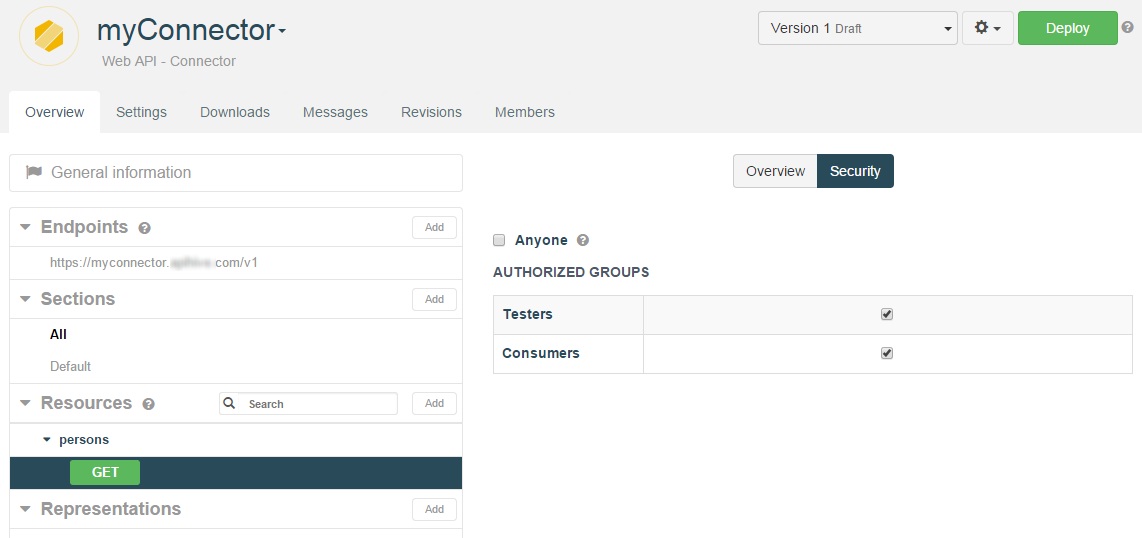 myConnector
Version 1 Draft
Deploy
Web API - Connector
Overview Settings Downloads Messages Revisions Members
General information
Overview Security
Endpoints Add
https://myconnector. .com/v1
Sections Add
All
Default
Resources Search Add
persons
GET
Representations Add
Anyone
AUTHORIZED GROUPS
Testers
Consumers